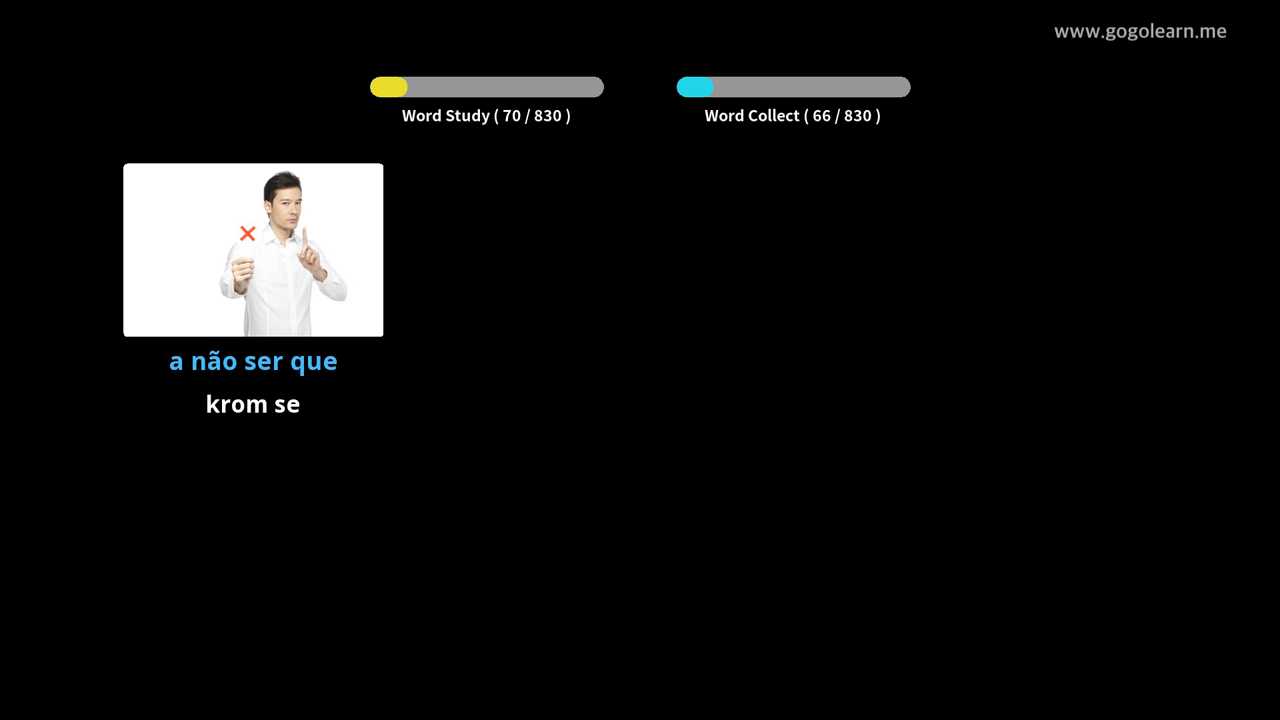 www.gogolearn.me
Word Study ( 70 / 830 )
Word Collect ( 66 / 830 )
a não ser que
krom se